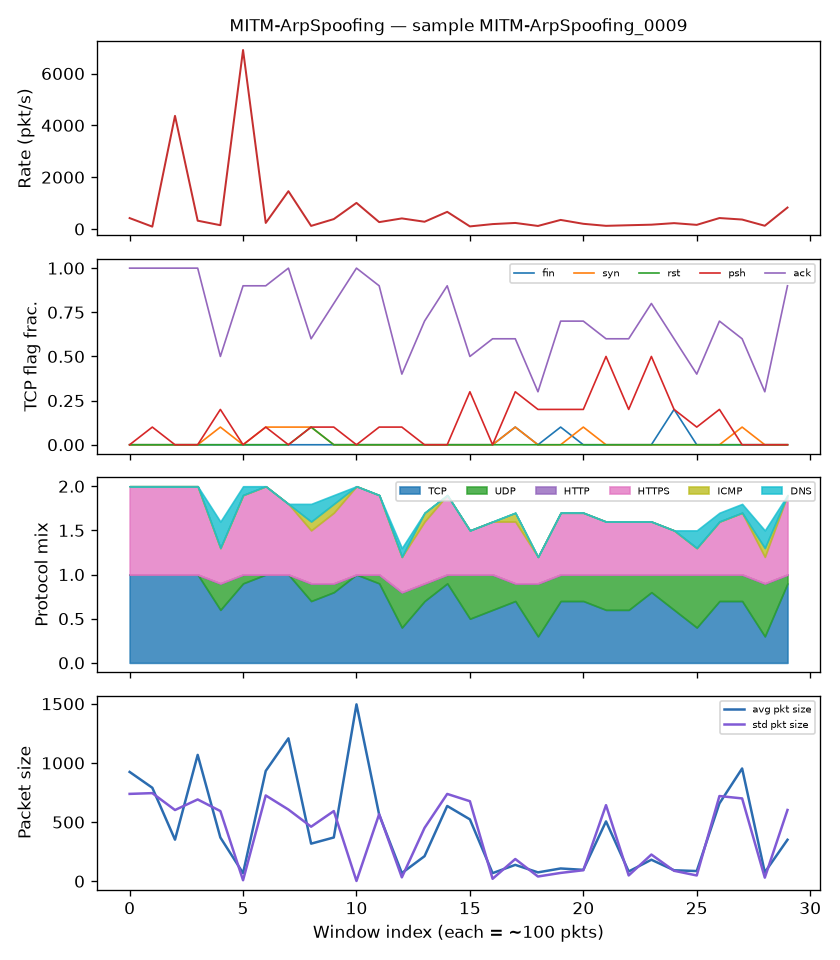 MITM-ArpSpoofing — sample MITM-ArpSpoofing_0009
Rate (pkt/s)
6000
4000
2000
0
TCP flag frac.
1.00
0.75
0.50
0.25
0.00
fin syn rst psh ack
Protocol mix
2.0
1.5
1.0
0.5
0.0
TCP UDP HTTP HTTPS ICMP DNS
Packet size
1500
1000
500
0
avg pkt size
std pkt size
0 5 10 15 20 25 30
Window index (each = ~100 pkts)